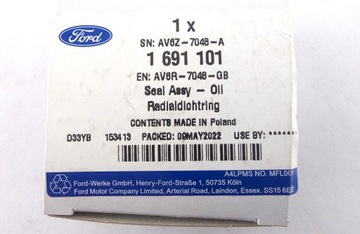 Ford
1 x
SN: AV6Z-7048-A
1 691 101
EN: AV6R-7048-GB
Seal Assy - Oil
Radialdichtring
CONTENTS MADE IN Poland
D33YB 153413 PACKED: 09MAY2022 USE BY: *******
A4LPMS NO. MFL00
Ford-Werke GmbH, Henry-Ford-Straße 1, 50735 Köln
Ford Motor Company Limited, Arterial Road, Laindon, Essex. SS15 6EE